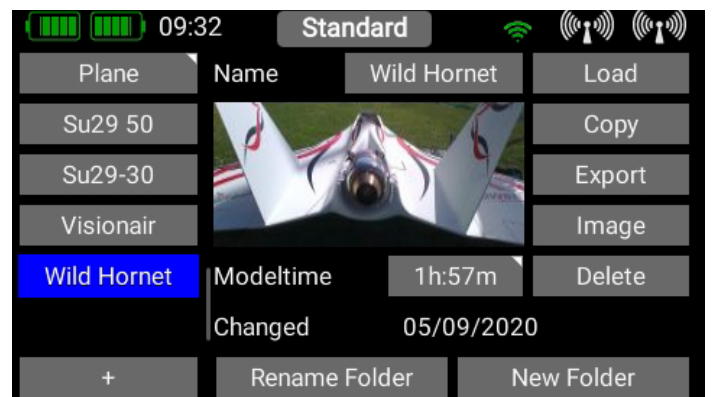 09:32 Standard
Plane Name Wild Hornet Load
Su29 50 Copy
Su29-30 Export
Visionair Image
Wild Hornet Modeltime 1h:57m Delete
Changed 05/09/2020
+ Rename Folder New Folder